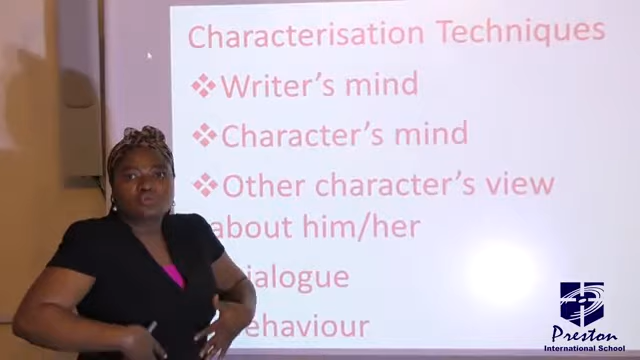 Characterisation Techniques
Writer's mind
Character's mind
Other character's view
about him/her
ialogue
ehaviour
Preston
International School